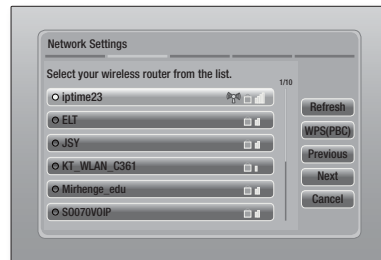 Network Settings
Select your wireless router from the list.
1/10
iptime23
ELT
JSY
KT_WLAN_C361
Mirhenge_edu
SO070VOIP
Refresh
WPS(PBC)
Previous
Next
Cancel